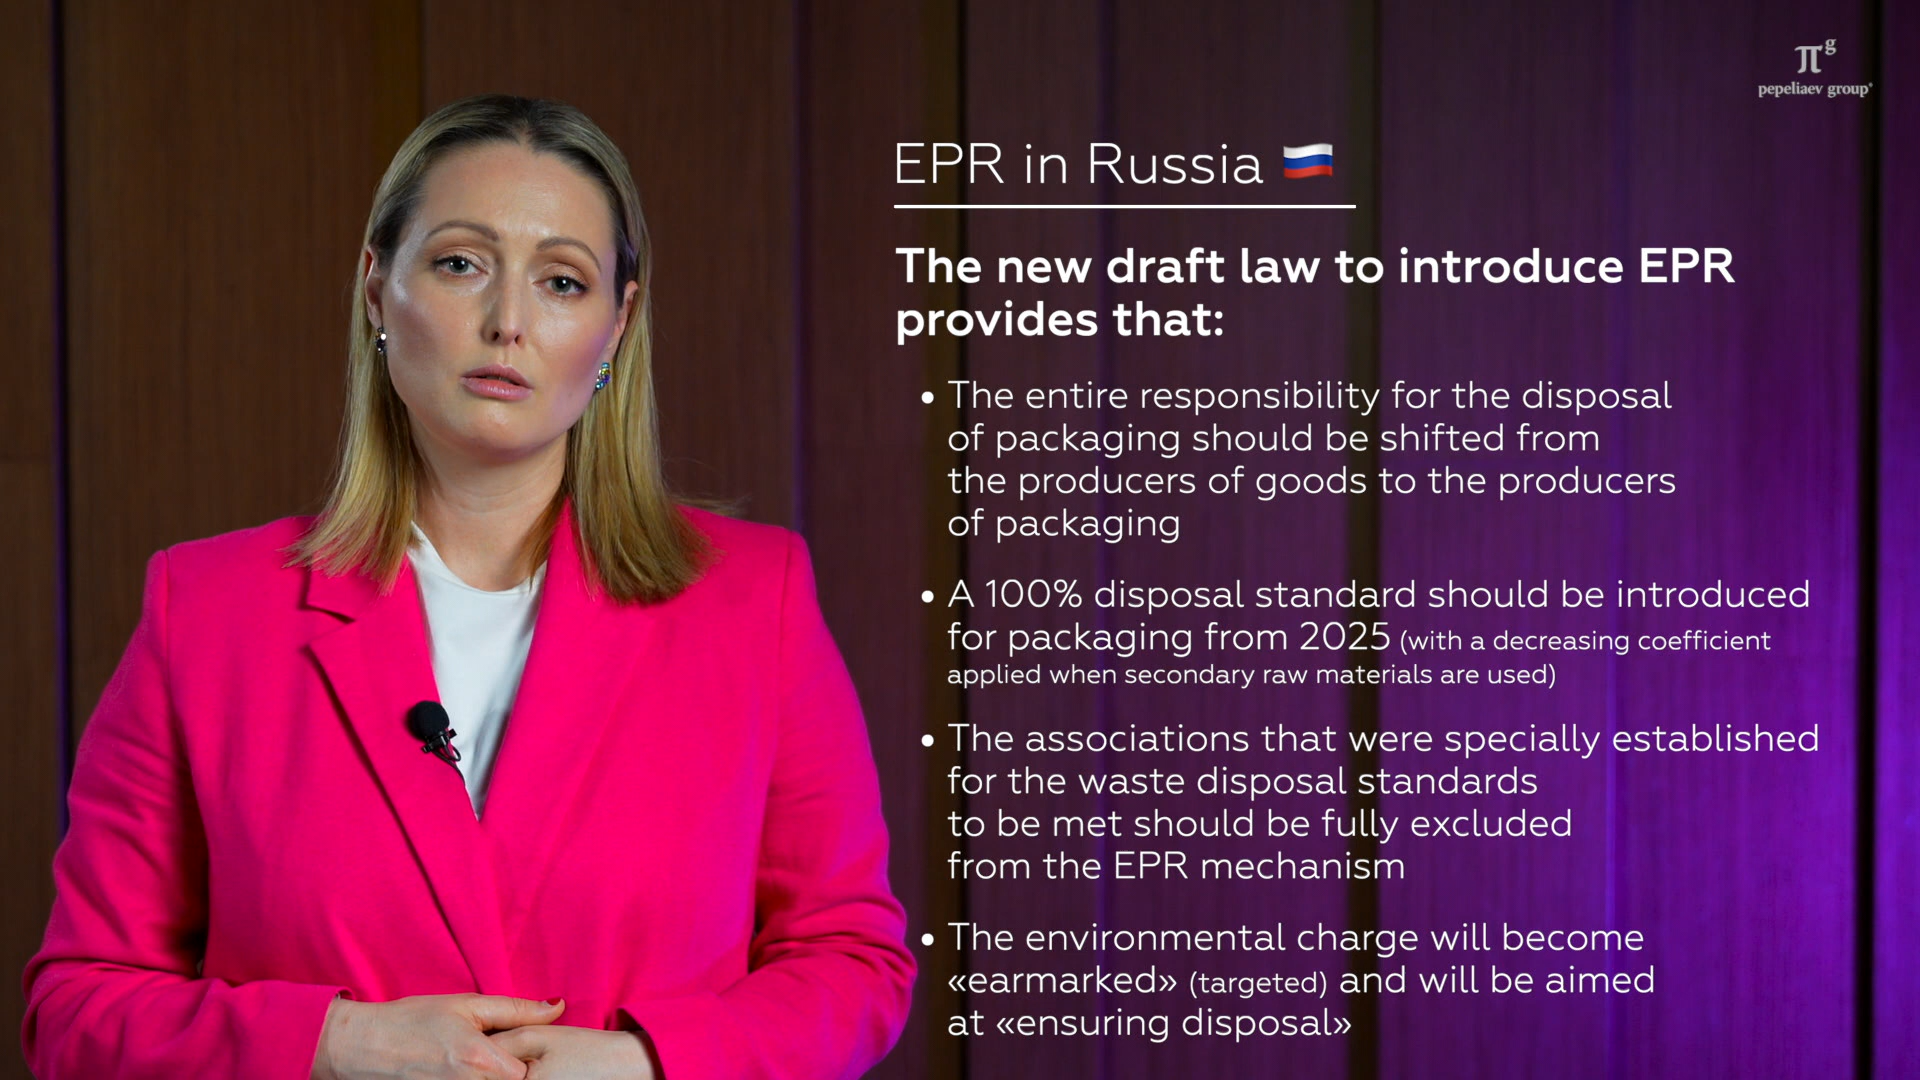 πg
pepeliaev group®
EPR in Russia
The new draft law to introduce EPR
provides that:
• The entire responsibility for the disposal
of packaging should be shifted from
the producers of goods to the producers
of packaging
• A 100% disposal standard should be introduced
for packaging from 2025 (with a decreasing coefficient
applied when secondary raw materials are used)
• The associations that were specially established
for the waste disposal standards
to be met should be fully excluded
from the EPR mechanism
• The environmental charge will become
«earmarked» (targeted) and will be aimed
at «ensuring disposal»